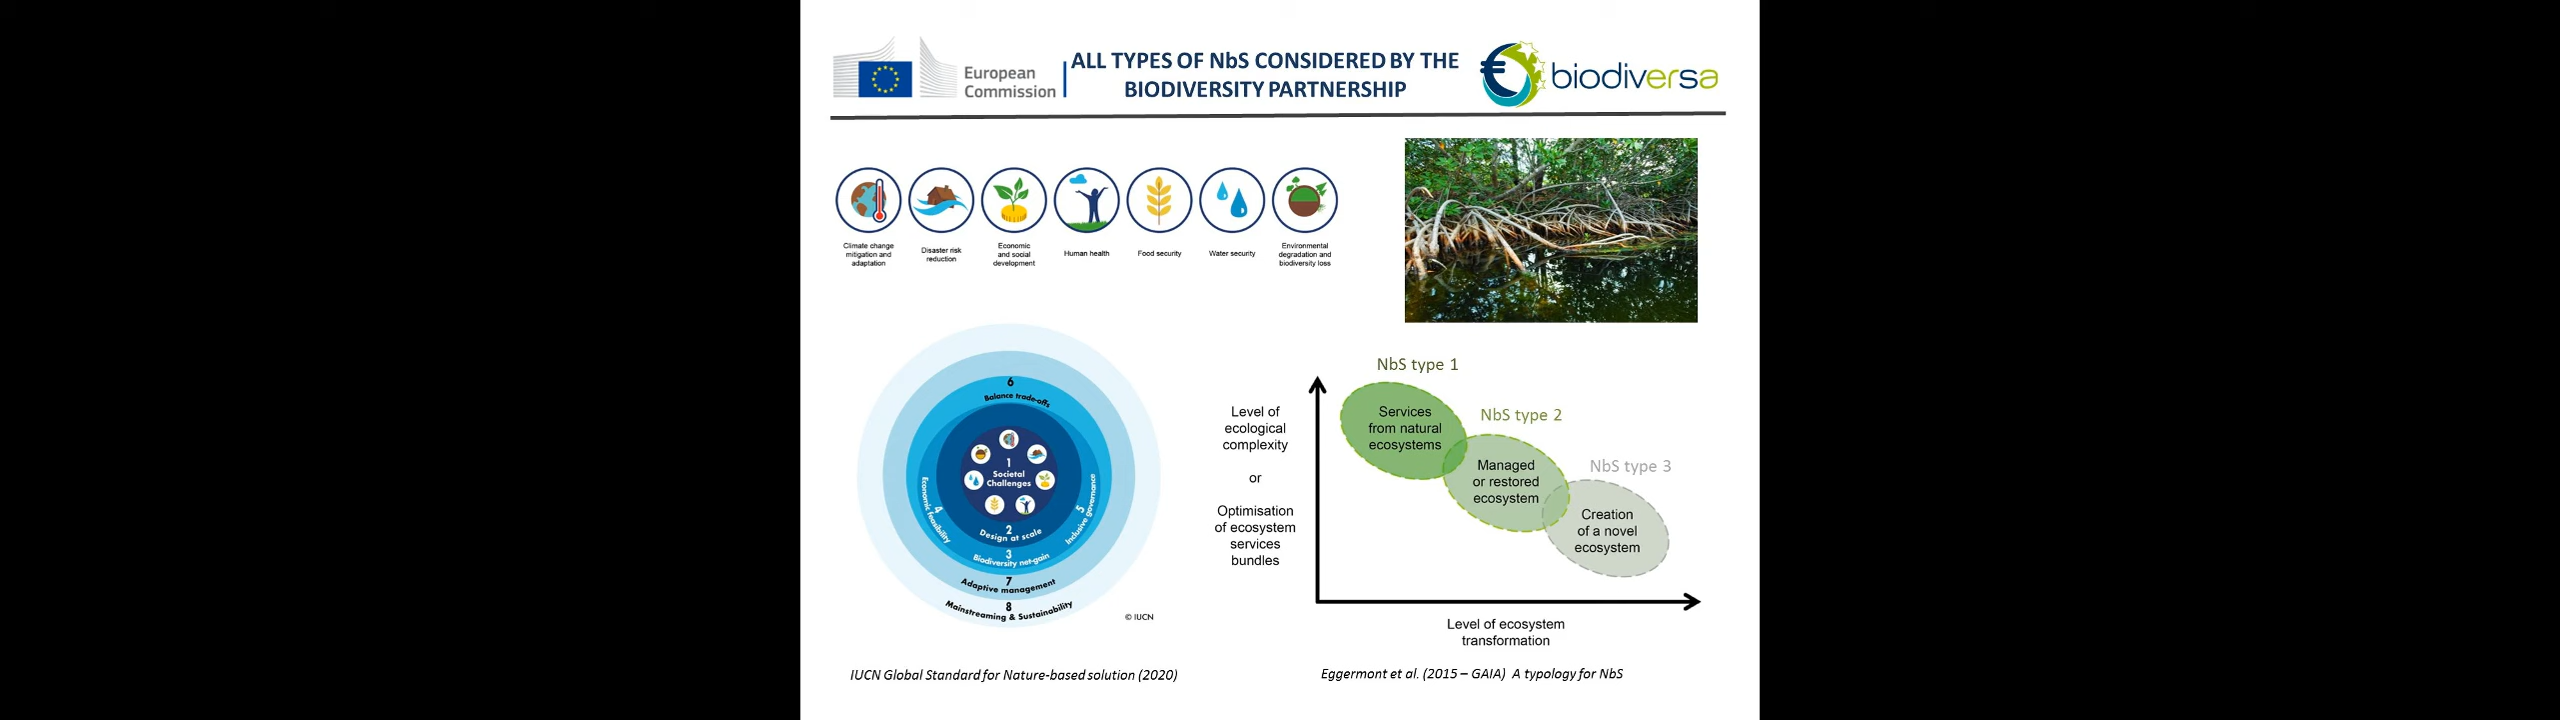 European
Commission
ALL TYPES OF NbS CONSIDERED BY THE
BIODIVERSITY PARTNERSHIP
biodiversa
Climate change
mitigation and
adaptation
Disaster risk
reduction
Economic
and social
development
Human health
Food security
Water security
Environmental
degradation and
biodiversity loss
6
Balance trade-offs
1
Societal
Challenges
4
Economic feasibility
5
Inclusive governance
2
Design at scale
3
Biodiversity net-gain
7
Adaptive management
8
Mainstreaming & Sustainability
© IUCN
IUCN Global Standard for Nature-based solution (2020)
NbS type 1
Services
from natural
ecosystems
NbS type 2
Managed
or restored
ecosystem
NbS type 3
Creation
of a novel
ecosystem
Level of
ecological
complexity
or
Optimisation
of ecosystem
services
bundles
Level of ecosystem
transformation
Eggermont et al. (2015 – GAIA) A typology for NbS